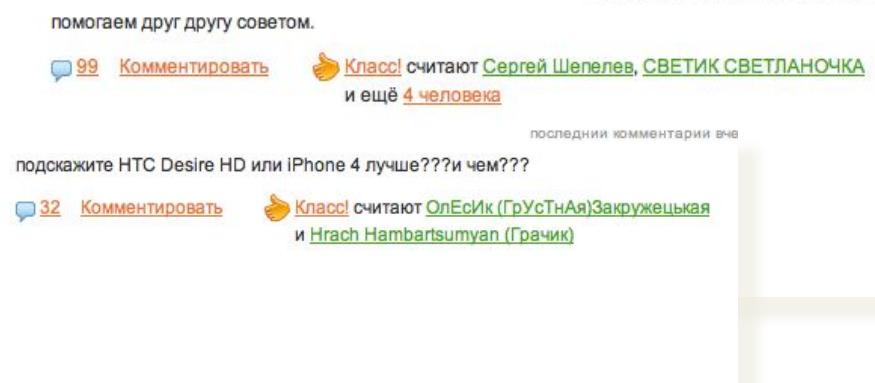 помогаем друг другу советом.
99 Комментировать Класс! считают Сергей Шепелев, СВЕТИК СВЕТЛАНОЧКА
и ещё 4 человека
последнии комментарии вче
подскажите HTC Desire HD или iPhone 4 лучше???и чем???
32 Комментировать Класс! считают ОлЕсИк (ГрУсТнАя)Закружецькая
и Hrach Hambartsumyan (Грачик)